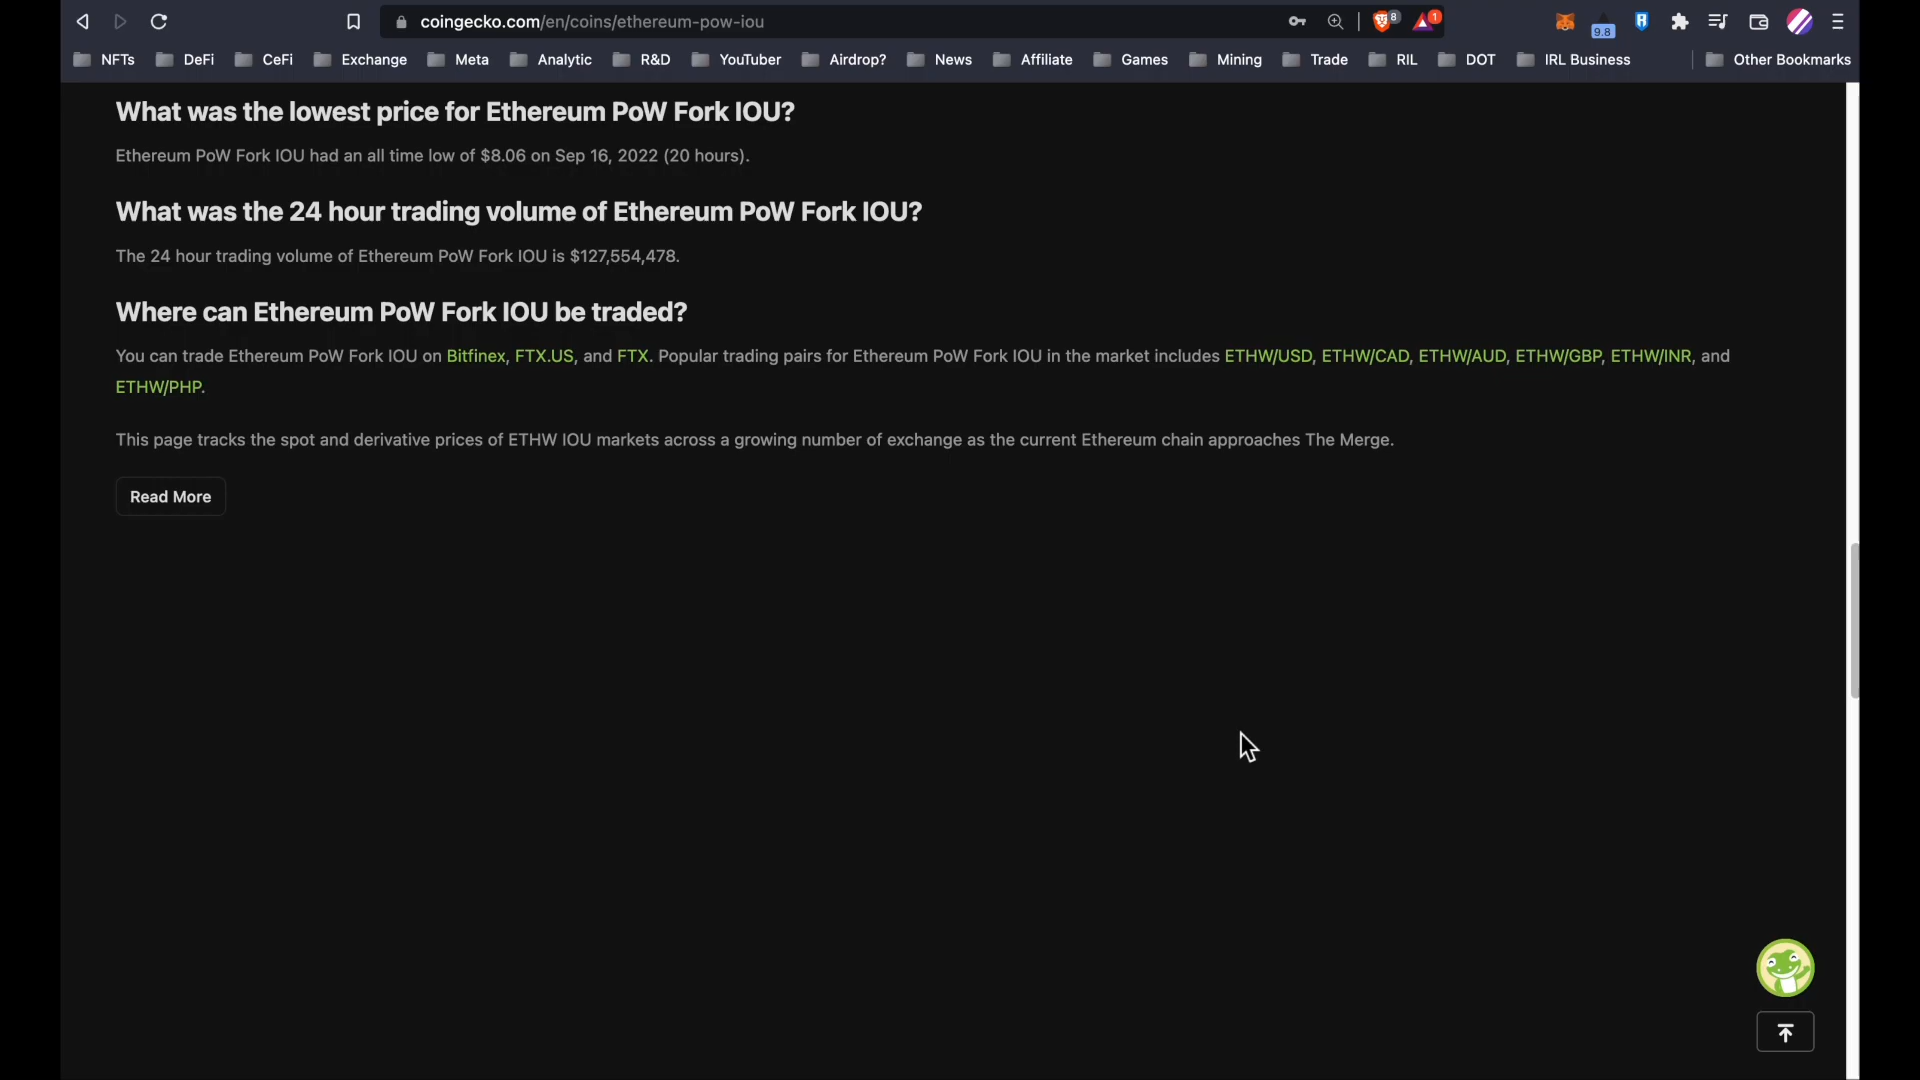 coingecko.com/en/coins/ethereum-pow-iou
8
1
9.8
NFTs DeFi CeFi Exchange Meta Analytic R&D YouTuber Airdrop? News Affiliate Games Mining Trade RIL DOT IRL Business Other Bookmarks
What was the lowest price for Ethereum PoW Fork IOU?
Ethereum PoW Fork IOU had an all time low of $8.06 on Sep 16, 2022 (20 hours).
What was the 24 hour trading volume of Ethereum PoW Fork IOU?
The 24 hour trading volume of Ethereum PoW Fork IOU is $127,554,478.
Where can Ethereum PoW Fork IOU be traded?
You can trade Ethereum PoW Fork IOU on Bitfinex, FTX.US, and FTX. Popular trading pairs for Ethereum PoW Fork IOU in the market includes ETHW/USD, ETHW/CAD, ETHW/AUD, ETHW/GBP, ETHW/INR, and
ETHW/PHP.
This page tracks the spot and derivative prices of ETHW IOU markets across a growing number of exchange as the current Ethereum chain approaches The Merge.
Read More